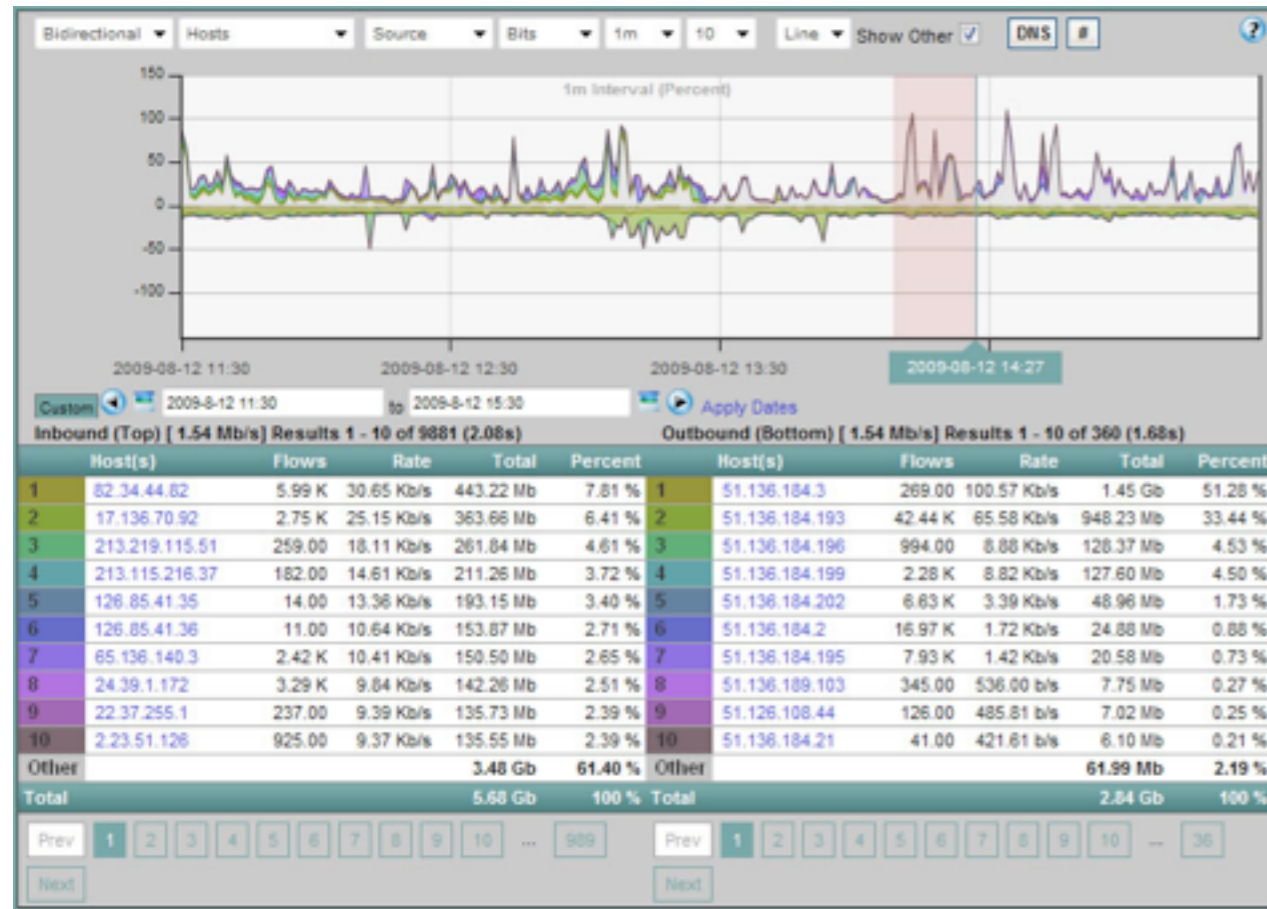 Bidirectional Hosts Source Bits 1m 10 Line Show Other DNS # ?
1m Interval (Percent)
150
100
50
0
-50
-100
2009-08-12 11:30 2009-08-12 12:30 2009-08-12 13:30 2009-08-12 14:27
Custom 2009-8-12 11:30 to 2009-8-12 15:30 Apply Dates
Inbound (Top) [ 1.54 Mb/s] Results 1 - 10 of 9881 (2.08s) Outbound (Bottom) [ 1.54 Mb/s] Results 1 - 10 of 360 (1.68s)
Host(s) Flows Rate Total Percent Host(s) Flows Rate Total Percent
1 82.34.44.82 5.99 K 30.65 Kb/s 443.22 Mb 7.81 % 1 51.136.184.3 269.00 100.57 Kb/s 1.45 Gb 51.28 %
2 17.136.70.92 2.75 K 25.15 Kb/s 363.66 Mb 6.41 % 2 51.136.184.193 42.44 K 65.58 Kb/s 948.23 Mb 33.44 %
3 213.219.115.51 259.00 18.11 Kb/s 261.84 Mb 4.61 % 3 51.136.184.196 994.00 8.88 Kb/s 128.37 Mb 4.53 %
4 213.115.216.37 182.00 14.61 Kb/s 211.26 Mb 3.72 % 4 51.136.184.199 2.28 K 8.82 Kb/s 127.60 Mb 4.50 %
5 126.85.41.35 14.00 13.36 Kb/s 193.15 Mb 3.40 % 5 51.136.184.202 6.63 K 3.39 Kb/s 48.96 Mb 1.73 %
6 126.85.41.36 11.00 10.64 Kb/s 153.87 Mb 2.71 % 6 51.136.184.2 16.97 K 1.72 Kb/s 24.88 Mb 0.88 %
7 65.136.140.3 2.42 K 10.41 Kb/s 150.50 Mb 2.65 % 7 51.136.184.195 7.93 K 1.42 Kb/s 20.58 Mb 0.73 %
8 24.39.1.172 3.29 K 9.84 Kb/s 142.26 Mb 2.51 % 8 51.136.189.103 345.00 536.00 b/s 7.75 Mb 0.27 %
9 22.37.255.1 237.00 9.39 Kb/s 135.73 Mb 2.39 % 9 51.126.108.44 126.00 485.81 b/s 7.02 Mb 0.25 %
10 2.23.51.126 925.00 9.37 Kb/s 135.55 Mb 2.39 % 10 51.136.184.21 41.00 421.61 b/s 6.10 Mb 0.21 %
Other 3.48 Gb 61.40 % Other 61.99 Mb 2.19 %
Total 5.68 Gb 100 % Total 2.84 Gb 100 %
Prev 1 2 3 4 5 6 7 8 9 10 ... 989 Prev 1 2 3 4 5 6 7 8 9 10 ... 36
Next Next